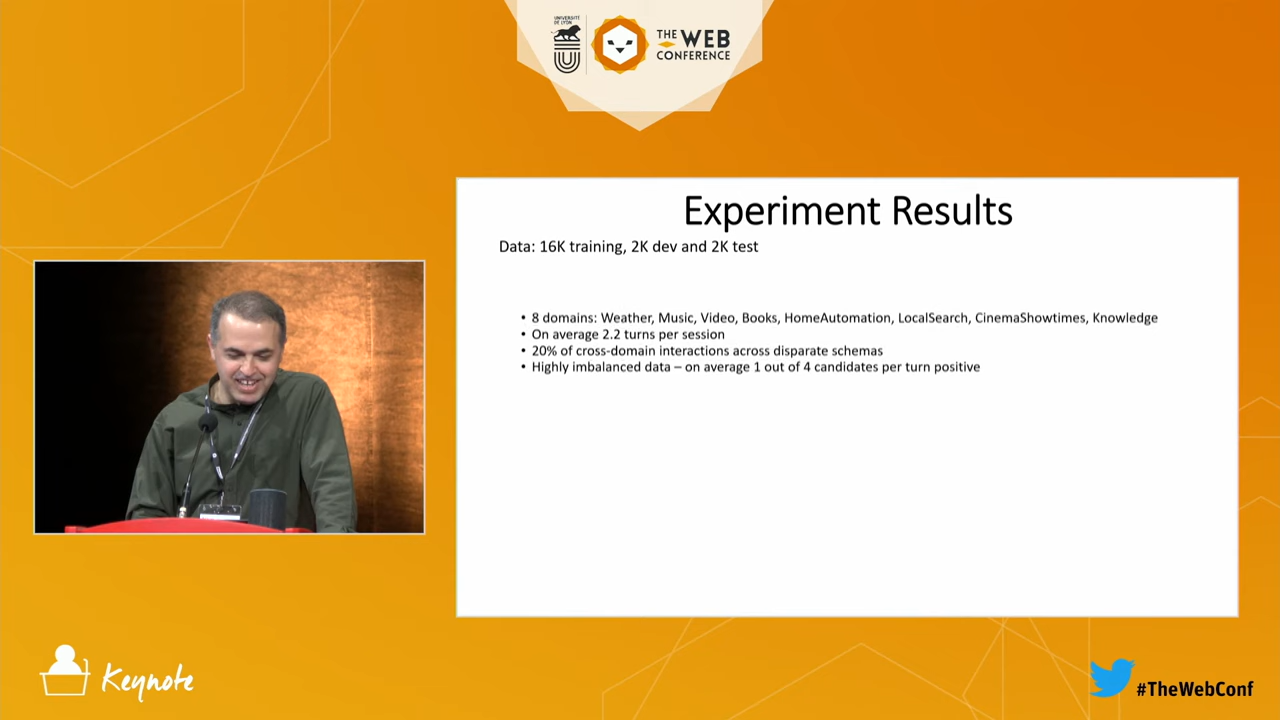 UNIVERSITÉ
DE LYON
THE WEB
CONFERENCE
Experiment Results
Data: 16K training, 2K dev and 2K test
• 8 domains: Weather, Music, Video, Books, HomeAutomation, LocalSearch, CinemaShowtimes, Knowledge
• On average 2.2 turns per session
• 20% of cross-domain interactions across disparate schemas
• Highly imbalanced data – on average 1 out of 4 candidates per turn positive
Keynote
#TheWebConf